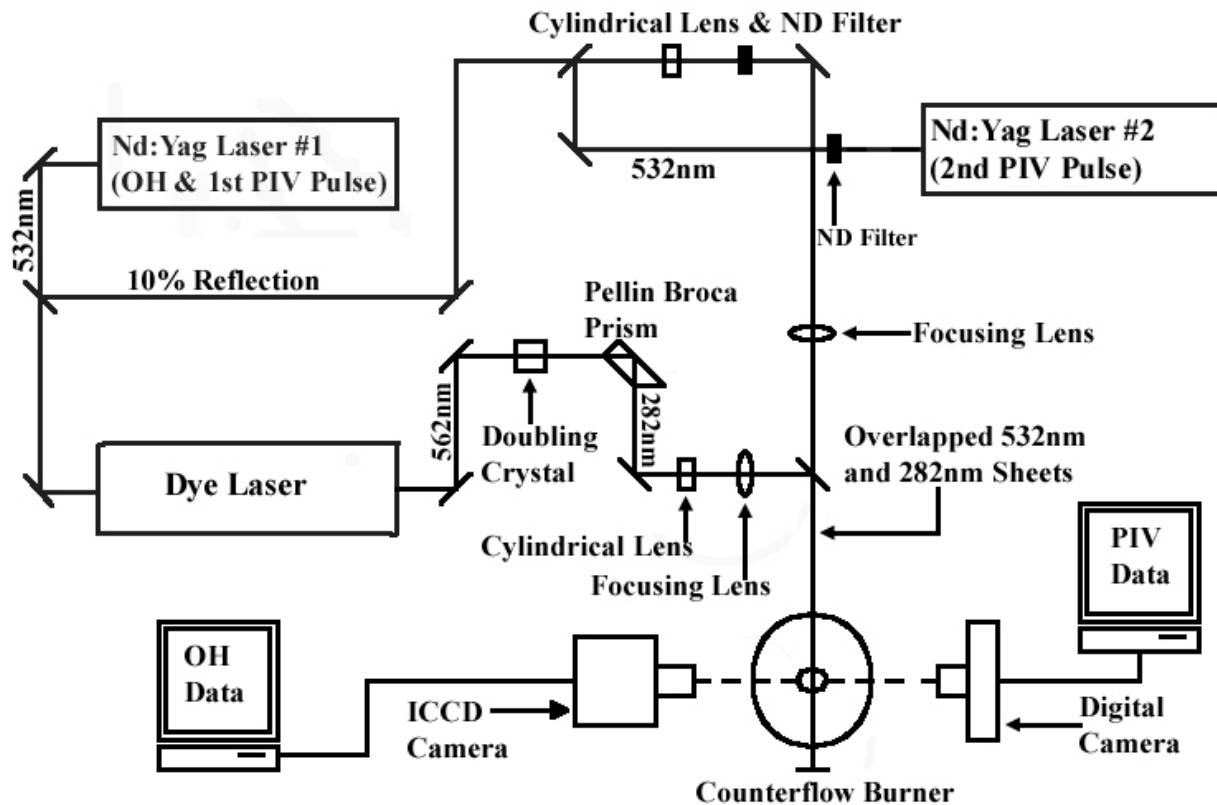 Cylindrical Lens & ND Filter
Nd:Yag Laser #1
(OH & 1st PIV Pulse)
Nd:Yag Laser #2
(2nd PIV Pulse)
532nm
532nm
ND Filter
10% Reflection
Pellin Broca
Prism
Focusing Lens
562nm
282nm
Doubling
Crystal
Overlapped 532nm
and 282nm Sheets
Dye Laser
Cylindrical Lens
Focusing Lens
PIV
Data
OH
Data
ICCD
Camera
Digital
Camera
Counterflow Burner